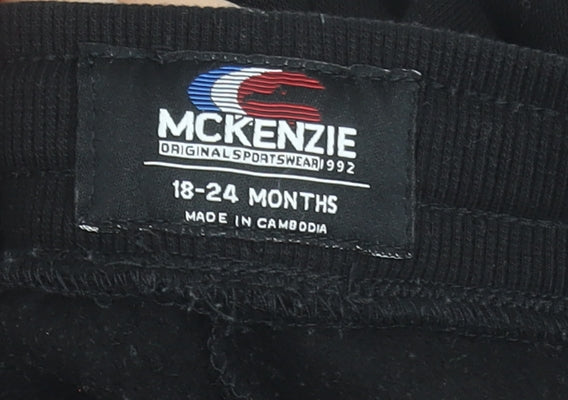 MCKENZIE
ORIGINAL SPORTSWEAR 1992
18-24 MONTHS
MADE IN CAMBODIA